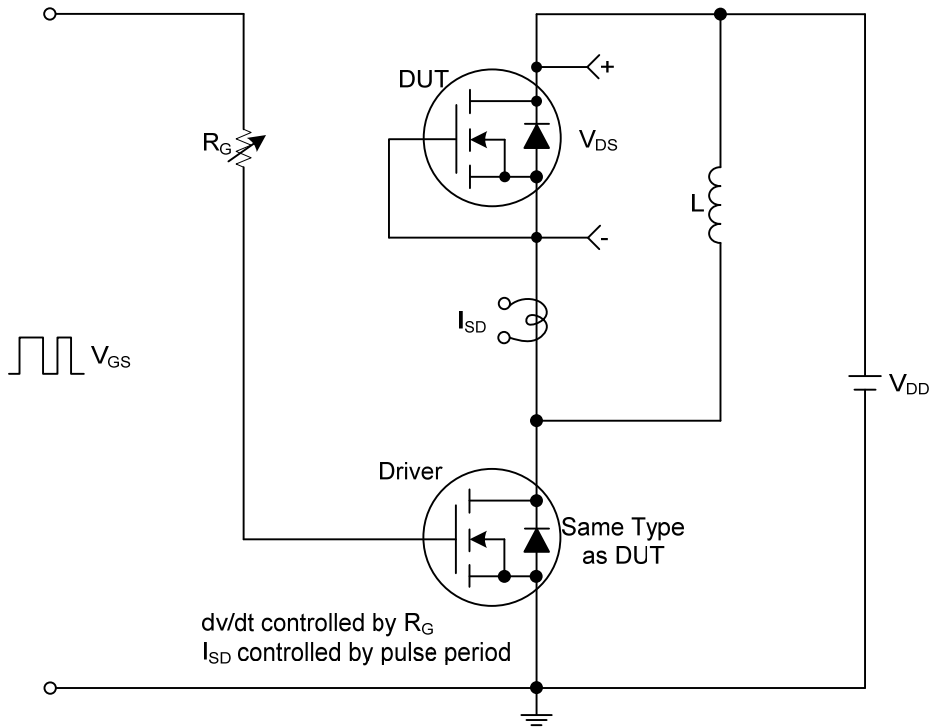 DUT
+
R_G
V_DS
L
-
I_SD
V_GS
V_DD
Driver
Same Type
as DUT
dv/dt controlled by R_G
I_SD controlled by pulse period